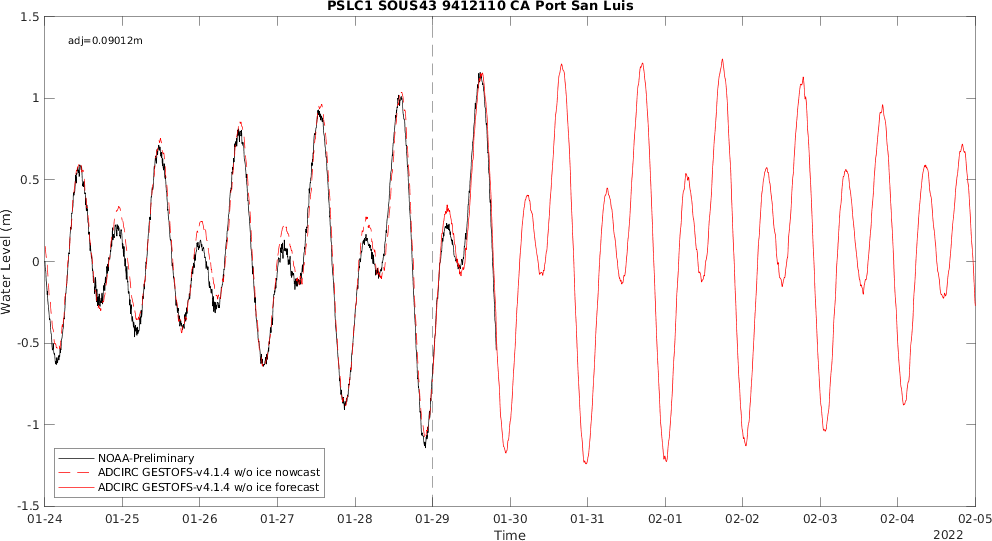 PSLC1 SOUS43 9412110 CA Port San Luis
adj=0.09012m
1.5
1
0.5
0
-0.5
-1
-1.5
Water Level (m)
NOAA-Preliminary
ADCIRC GESTOFS-v4.1.4 w/o ice nowcast
ADCIRC GESTOFS-v4.1.4 w/o ice forecast
01-24 01-25 01-26 01-27 01-28 01-29 01-30 01-31 02-01 02-02 02-03 02-04 02-05
Time
2022